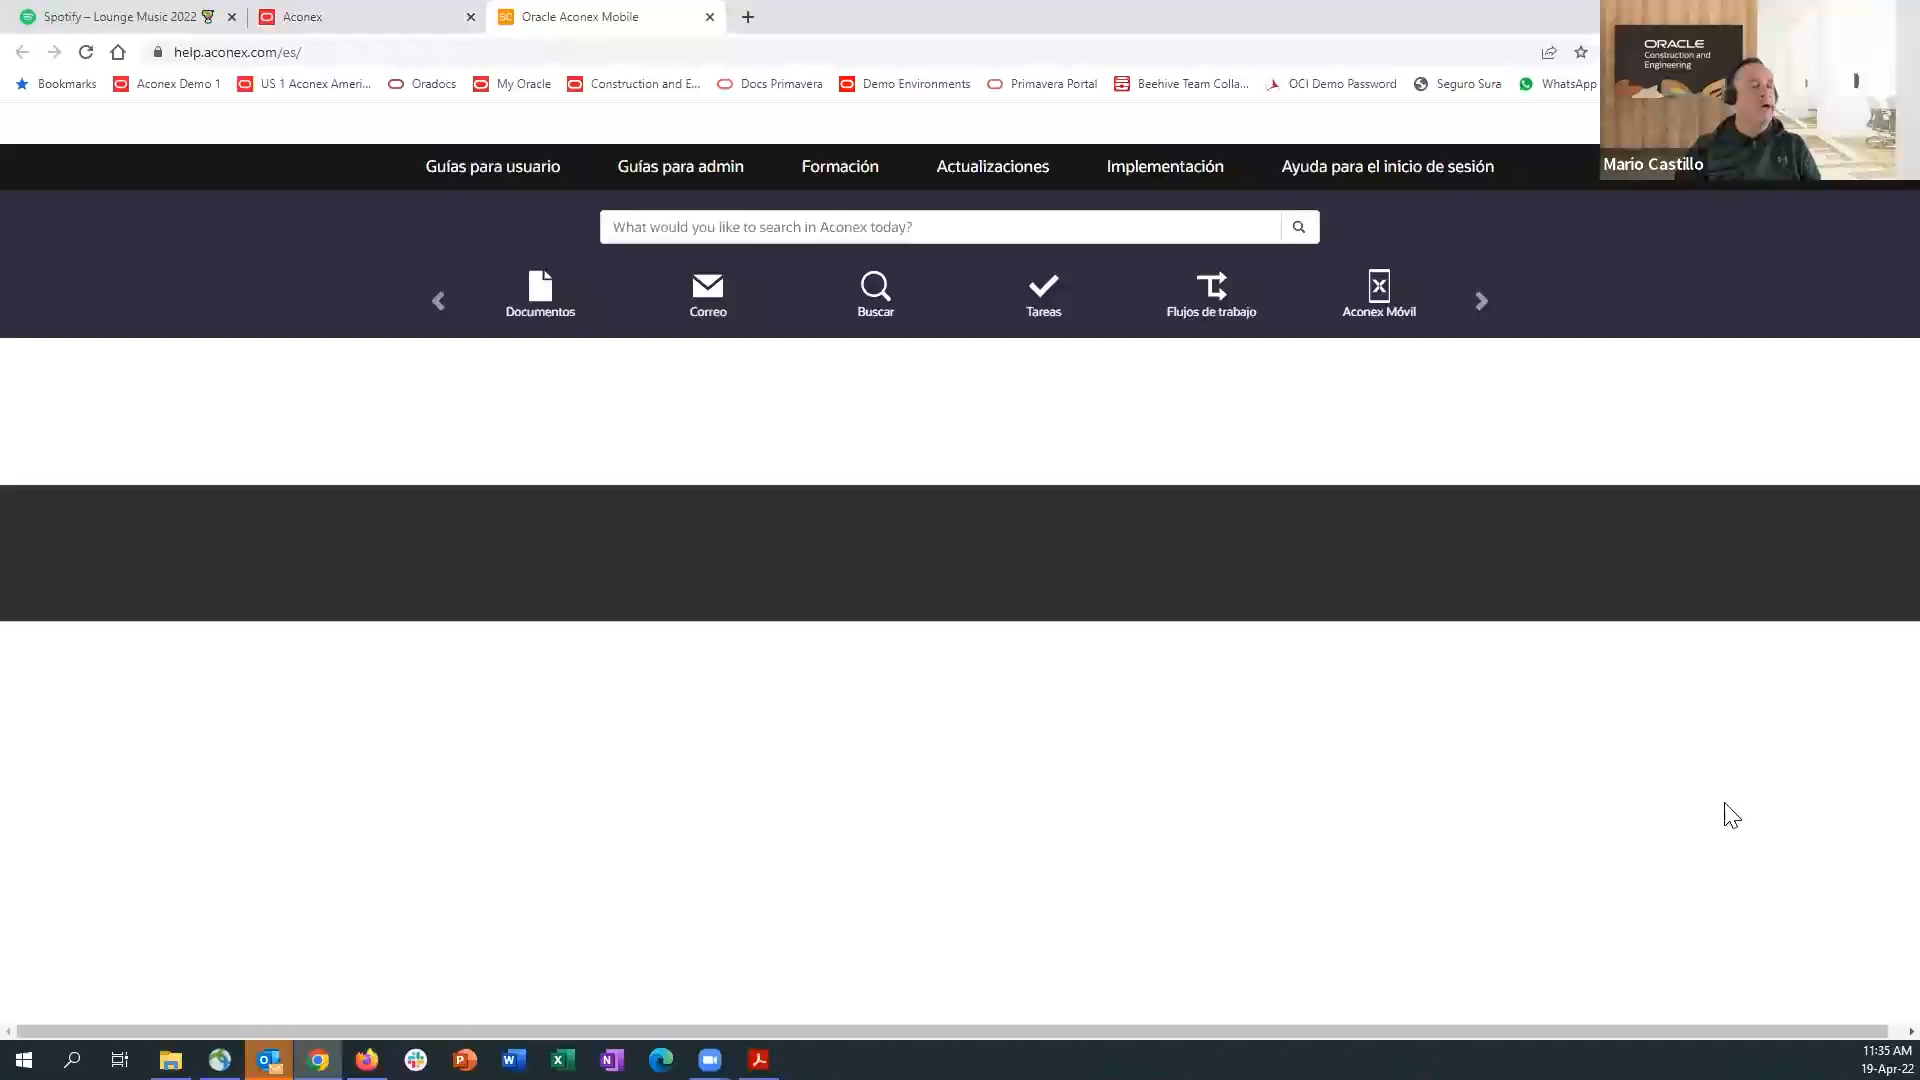 Spotify – Lounge Music 2022 🏆
Aconex
Oracle Aconex Mobile
help.aconex.com/es/
Bookmarks
Aconex Demo 1
US 1 Aconex Ameri...
Oradocs
My Oracle
Construction and E...
Docs Primavera
Demo Environments
Primavera Portal
Beehive Team Colla...
OCI Demo Password
Seguro Sura
WhatsApp
ORACLE
Construction and
Engineering
Mario Castillo
Guías para usuario
Guías para admin
Formación
Actualizaciones
Implementación
Ayuda para el inicio de sesión
What would you like to search in Aconex today?
Documentos
Correo
Buscar
Tareas
Flujos de trabajo
Aconex Móvil
11:35 AM
19-Apr-22